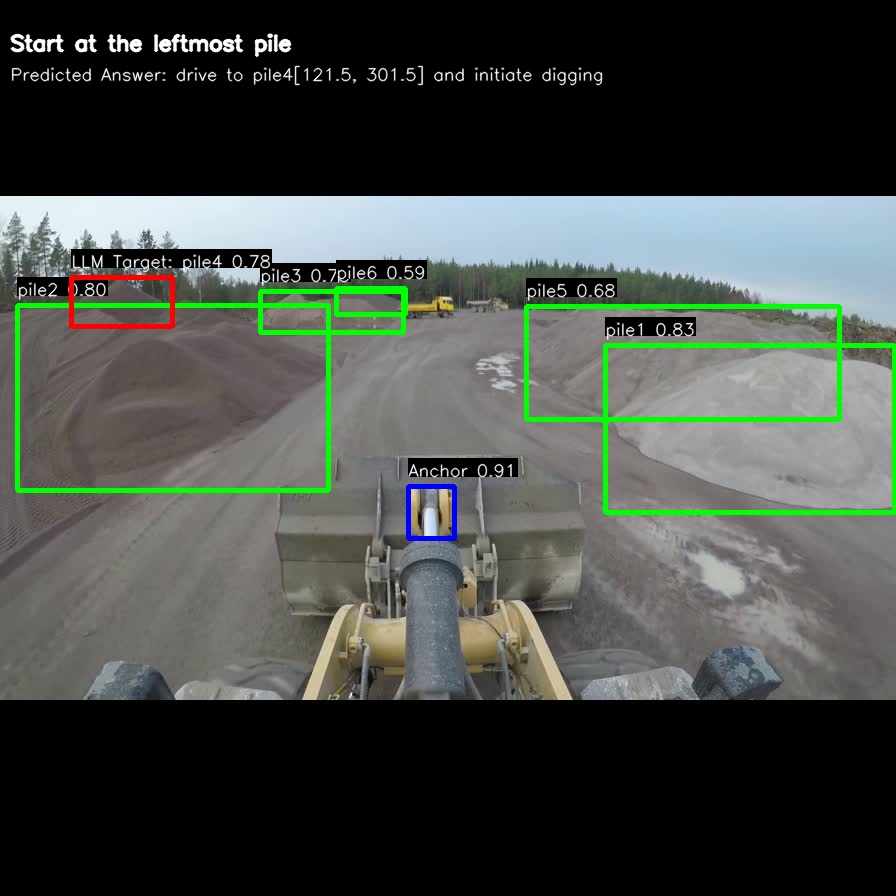 Start at the leftmost pile
Predicted Answer: drive to pile4[121.5, 301.5] and initiate digging
LLM Target: pile4 0.78
pile3 0.7
pile6 0.59
pile2 0.80
pile5 0.68
pile1 0.83
Anchor 0.91